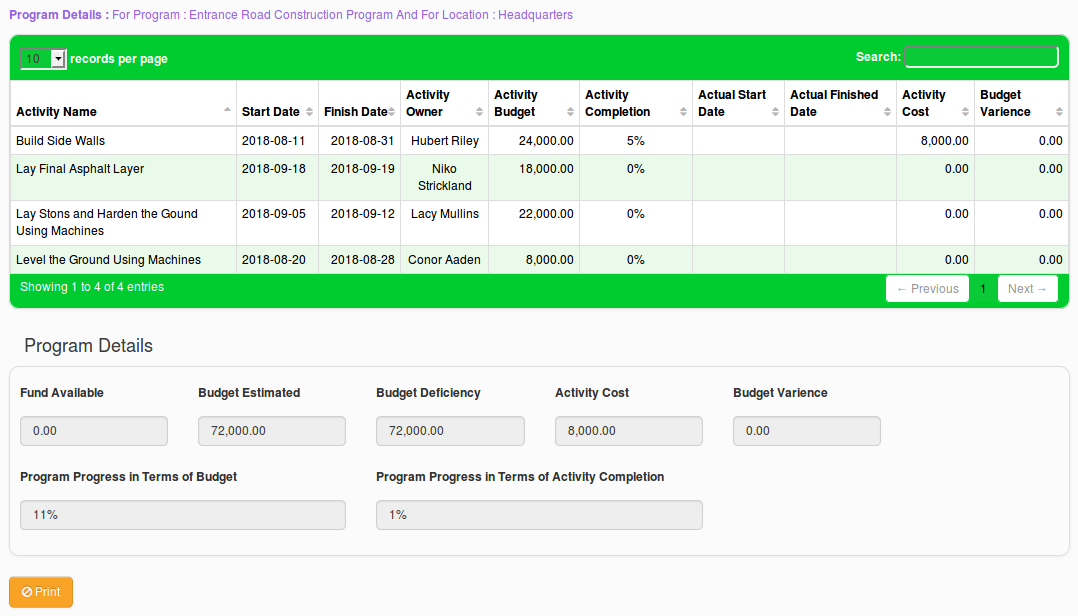 Program Details : For Program : Entrance Road Construction Program And For Location : Headquarters
10 records per page Search:
Activity Name Start Date Finish Date Activity Owner Activity Budget Activity Completion Actual Start Date Actual Finished Date Activity Cost Budget Varience
Build Side Walls 2018-08-11 2018-08-31 Hubert Riley 24,000.00 5% 8,000.00 0.00
Lay Final Asphalt Layer 2018-09-18 2018-09-19 Niko Strickland 18,000.00 0% 0.00 0.00
Lay Stons and Harden the Gound Using Machines 2018-09-05 2018-09-12 Lacy Mullins 22,000.00 0% 0.00 0.00
Level the Ground Using Machines 2018-08-20 2018-08-28 Conor Aaden 8,000.00 0% 0.00 0.00
Showing 1 to 4 of 4 entries ← Previous 1 Next →
Program Details
Fund Available Budget Estimated Budget Deficiency Activity Cost Budget Varience
0.00 72,000.00 72,000.00 8,000.00 0.00
Program Progress in Terms of Budget Program Progress in Terms of Activity Completion
11% 1%
Print